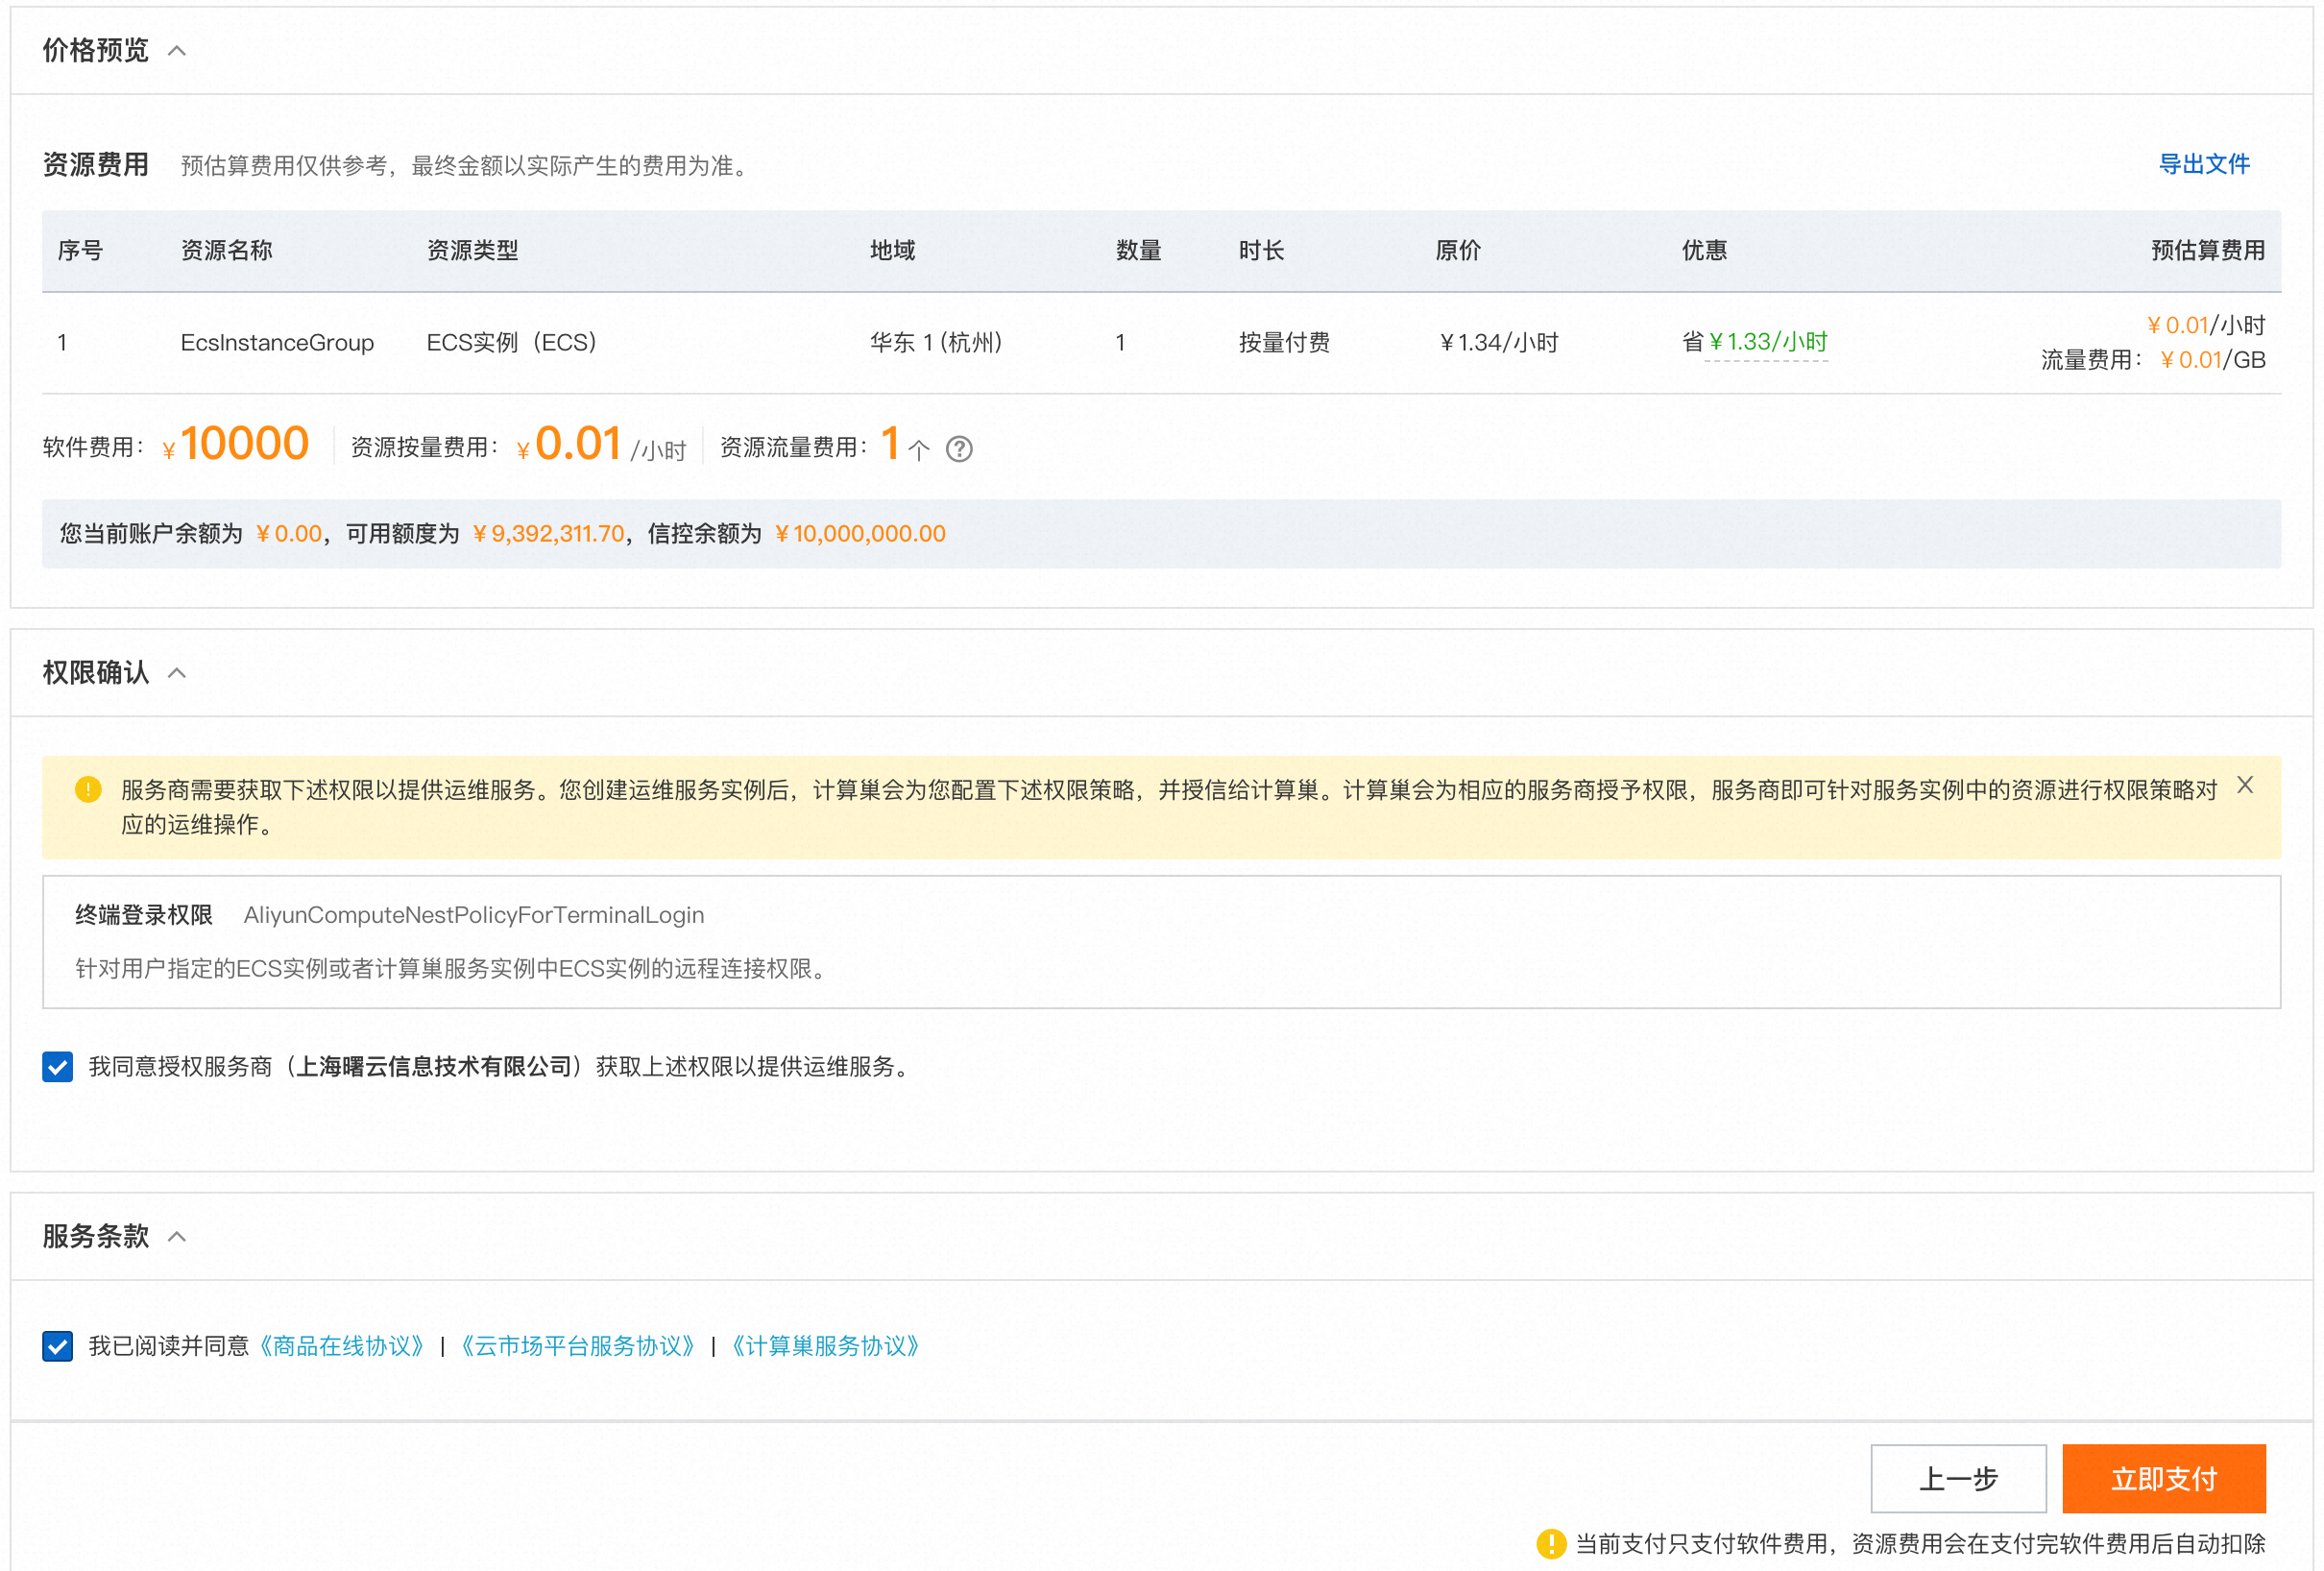 价格预览
资源费用 预估算费用仅供参考，最终金额以实际产生的费用为准。 导出文件
序号 资源名称 资源类型 地域 数量 时长 原价 优惠 预估算费用
1 EcsInstanceGroup ECS实例（ECS） 华东 1 (杭州) 1 按量付费 ¥1.34/小时 省¥1.33/小时 ¥0.01/小时
流量费用： ¥0.01/GB
软件费用： ¥10000 资源按量费用： ¥0.01 /小时 资源流量费用： 1 个 ?
您当前账户余额为 ¥0.00，可用额度为 ¥9,392,311.70，信控余额为 ¥10,000,000.00
权限确认
服务商需要获取下述权限以提供运维服务。您创建运维服务实例后，计算巢会为您配置下述权限策略，并授信给计算巢。计算巢会为相应的服务商授予权限，服务商即可针对服务实例中的资源进行权限策略对
应的运维操作。
终端登录权限 AliyunComputeNestPolicyForTerminalLogin
针对用户指定的ECS实例或者计算巢服务实例中ECS实例的远程连接权限。
我同意授权服务商（上海曙云信息技术有限公司）获取上述权限以提供运维服务。
服务条款
我已阅读并同意《商品在线协议》 | 《云市场平台服务协议》 | 《计算巢服务协议》
上一步 立即支付
当前支付只支付软件费用，资源费用会在支付完软件费用后自动扣除